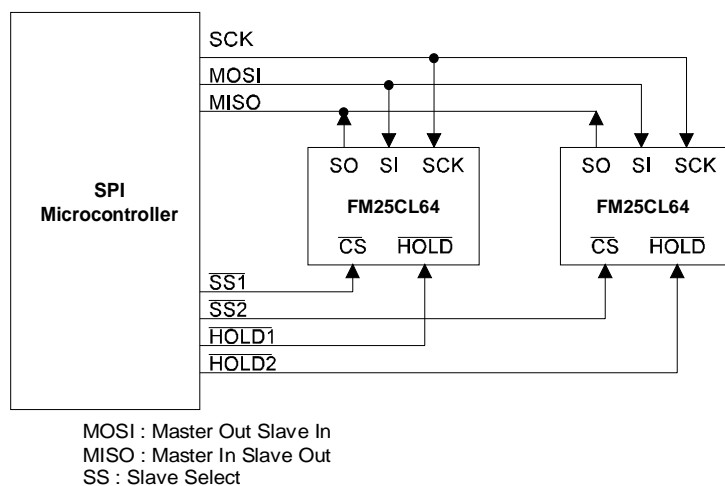 SCK
MOSI
MISO
SPI
Microcontroller
SO SI SCK
FM25CL64
CS HOLD
SO SI SCK
FM25CL64
CS HOLD
SS1
SS2
HOLD1
HOLD2
MOSI : Master Out Slave In
MISO : Master In Slave Out
SS : Slave Select